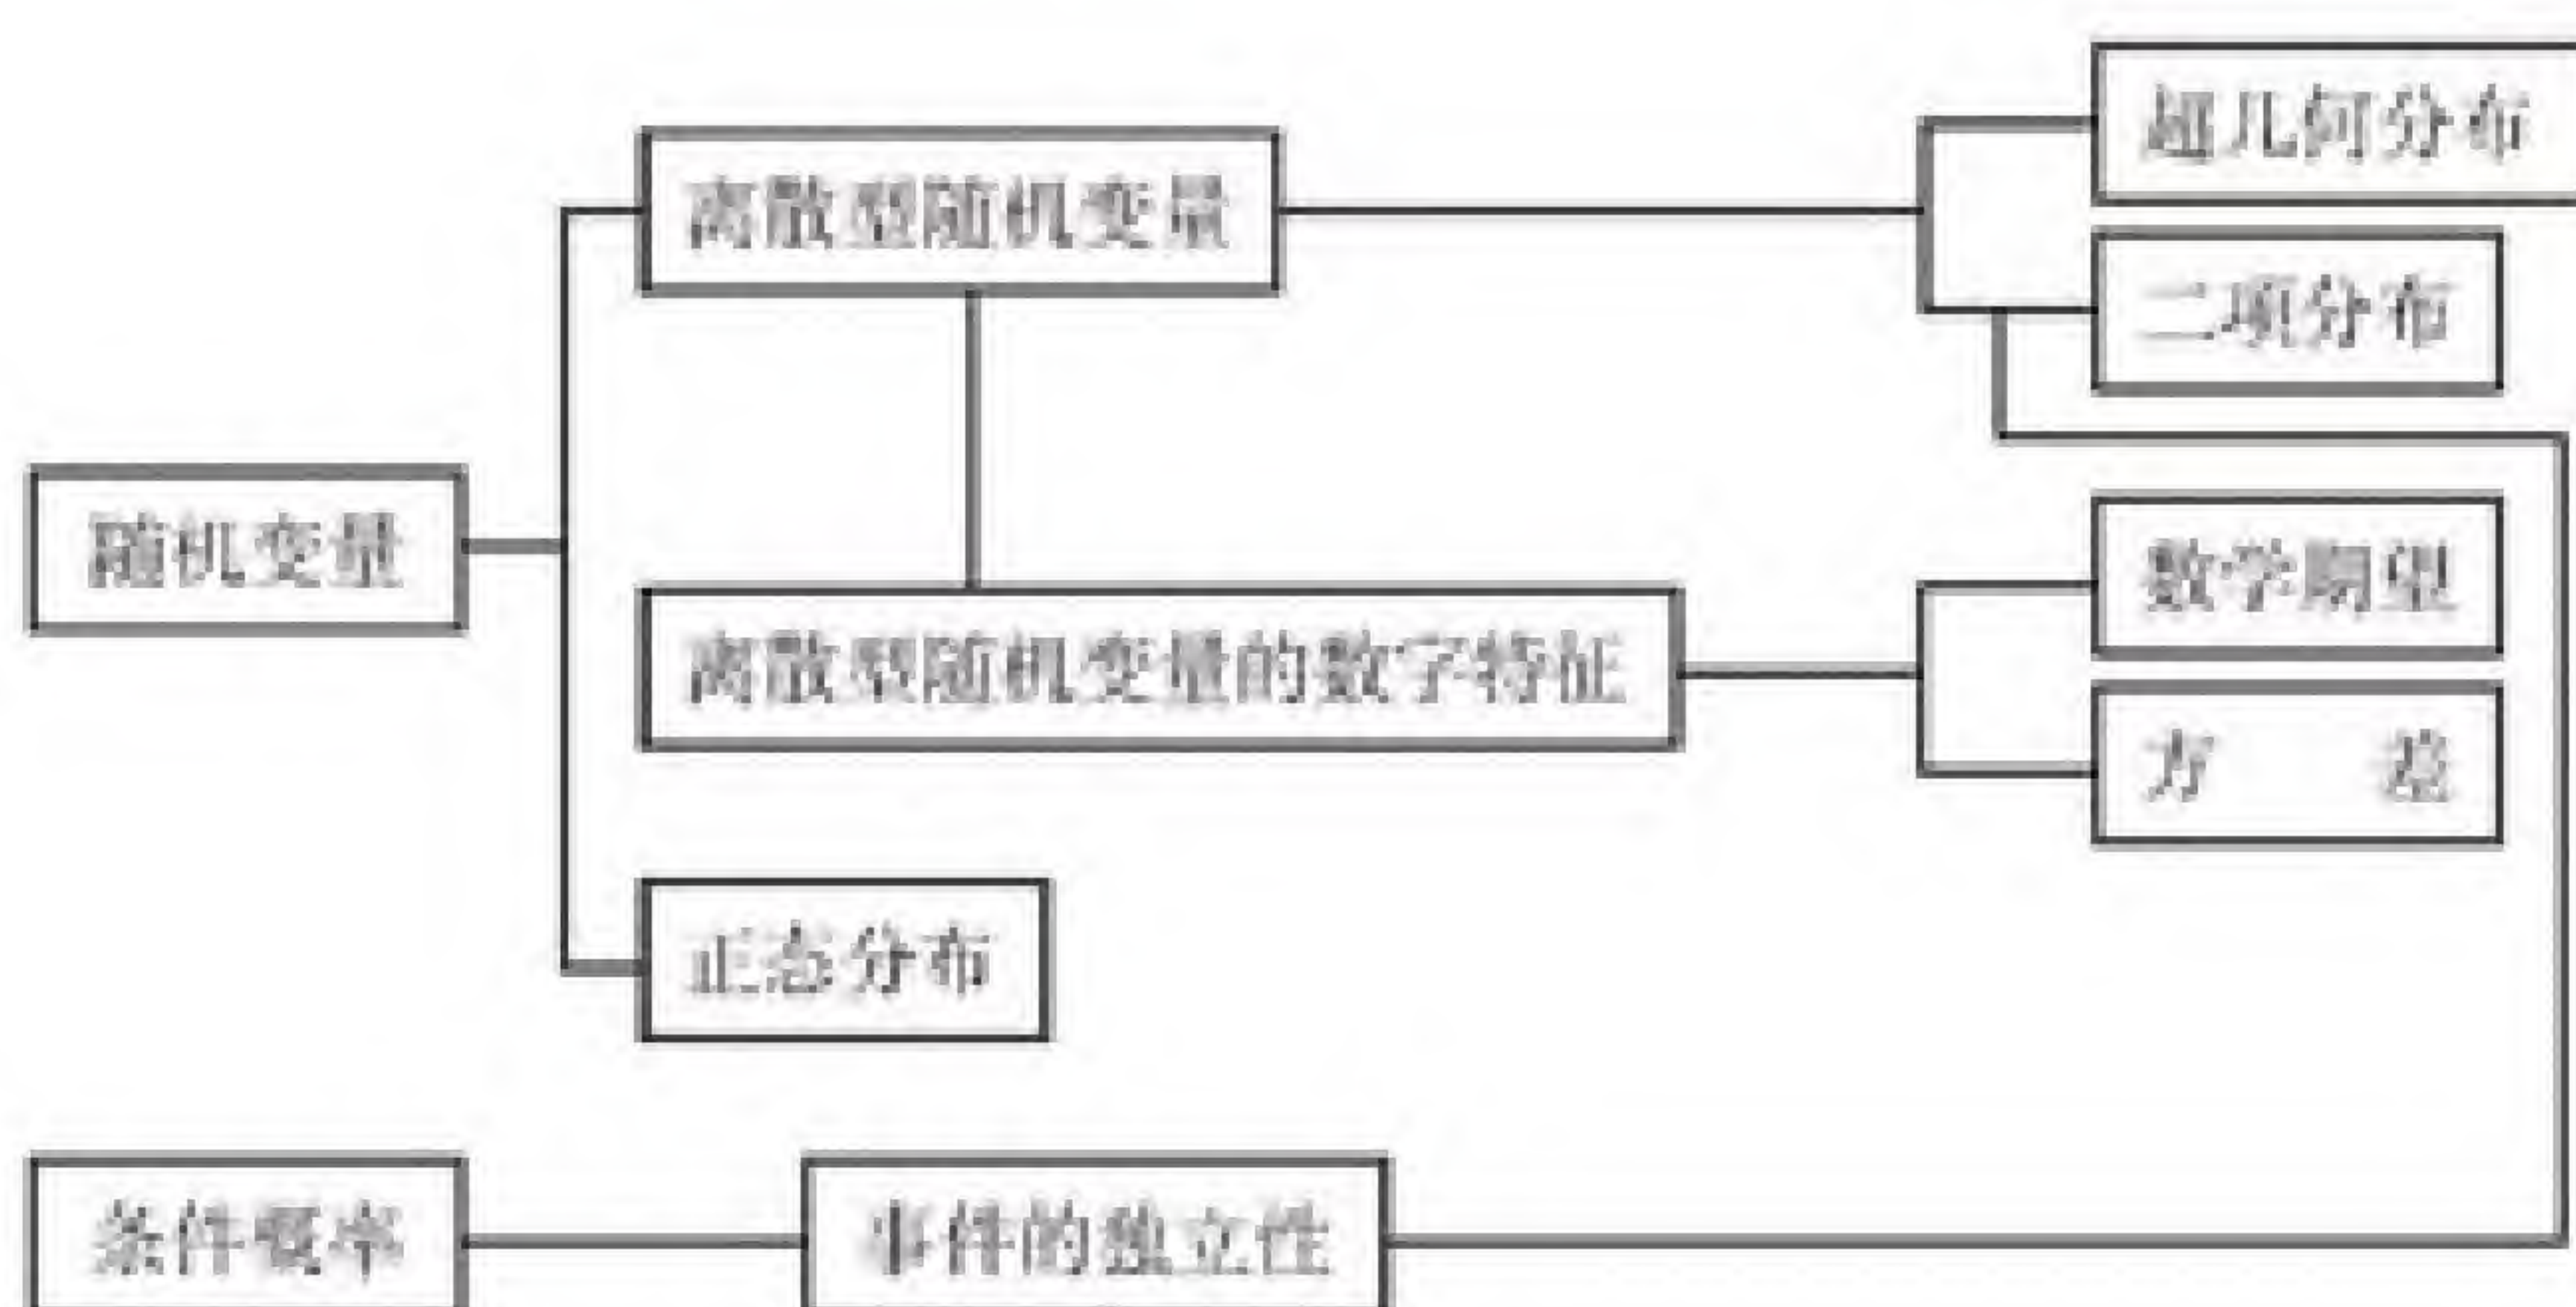 超几何分布
离散型随机变量
二项分布
随机变量
数学期望
离散型随机变量的数字特征
方 差
正态分布
条件概率
事件的独立性